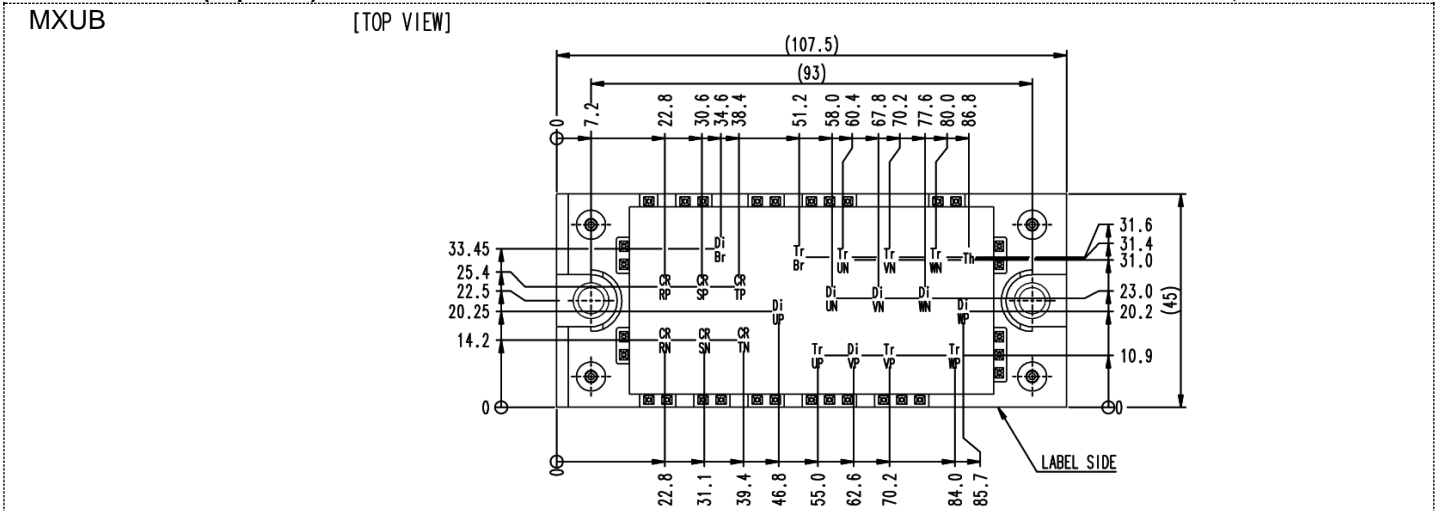 MXUB
[TOP VIEW]
(107.5)
(93)
0
7.2
22.8
30.6
34.6
38.4
51.2
58.0
60.4
67.8
70.2
77.6
80.0
86.8
33.45
25.4
22.5
20.25
14.2
0
Di
Br
Tr
Br
Tr
UN
Tr
VN
Tr
WN
Th
CR
RP
CR
SP
CR
TP
Di
UP
Di
UN
Di
VN
Di
WN
Di
WP
CR
RN
CR
SN
CR
TN
Tr
UP
Di
VP
Tr
VP
Tr
WP
31.6
31.4
31.0
23.0
20.2
(45)
10.9
0
LABEL SIDE
0
22.8
31.1
39.4
46.8
55.0
62.6
70.2
84.0
85.7